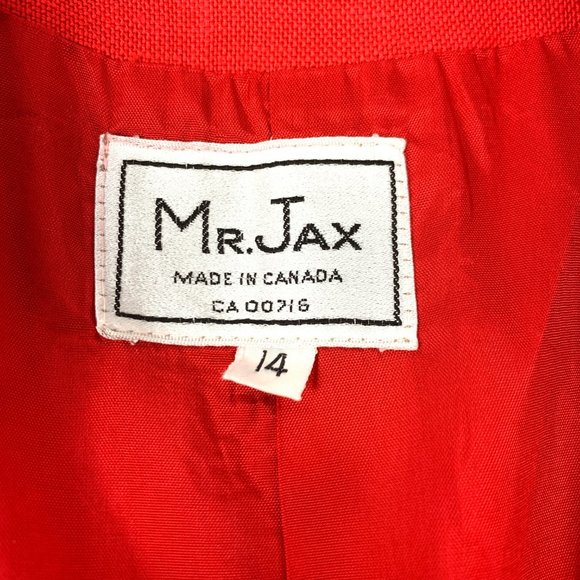 MR. JAX
MADE IN CANADA
CA 00716
14